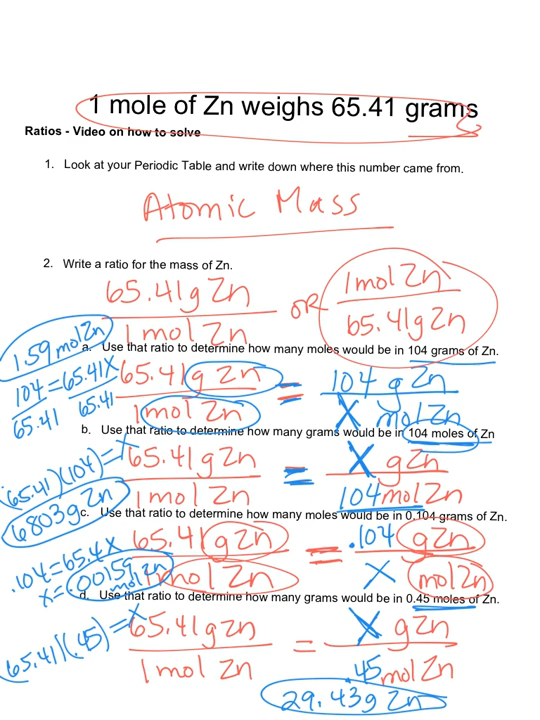 1 mole of Zn weighs 65.41 grams
Ratios - Video on how to solve
1. Look at your Periodic Table and write down where this number came from.
Atomic Mass
2. Write a ratio for the mass of Zn.
65.41g Zn
1 mol Zn
OR
1mol Zn
65.41g Zn
1.59 mol Zn
a. Use that ratio to determine how many moles would be in 104 grams of Zn.
104 = 65.41X
65.41 65.41
65.41 g Zn = 104 g Zn
1mol Zn X mol Zn
b. Use that ratio to determine how many grams would be in 104 moles of Zn
(65.41)(104) = X
65.41 g Zn = X g Zn
1 mol Zn 104 mol Zn
6803 g Zn
c. Use that ratio to determine how many moles would be in 0.104 grams of Zn.
.104 = 65.4X
65.41 g Zn = .104 g Zn
X = .00159 mol Zn
1 mol Zn X mol Zn
d. Use that ratio to determine how many grams would be in 0.45 moles of Zn.
(65.41)(.45) = X
65.41 g Zn = X g Zn
1 mol Zn .45 mol Zn
29.43g Zn